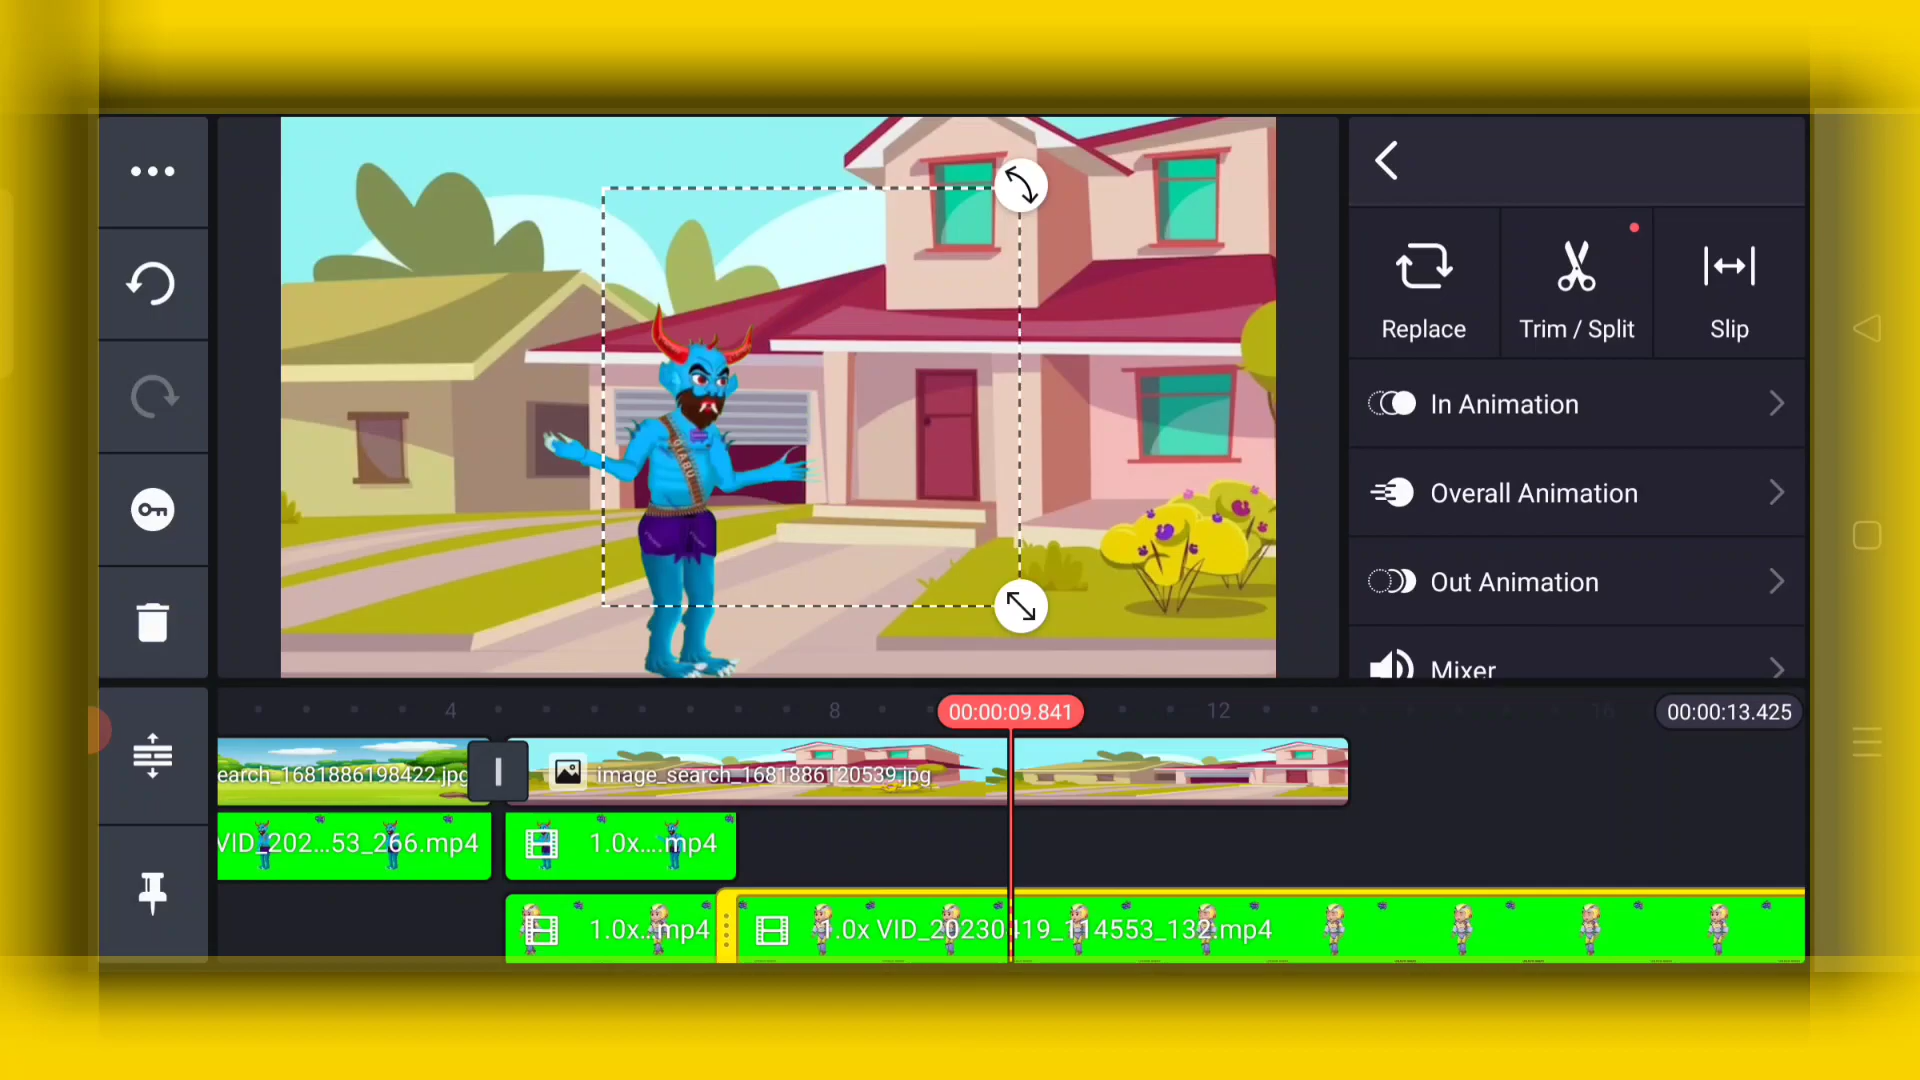 Replace
Trim / Split
Slip
In Animation
Overall Animation
Out Animation
Mixer
DIABU
4
8
00:00:09.841
12
16
00:00:13.425
earch_1681886198422.jpg
image_search_1681886120539.jpg
VID_202...53_266.mp4
1.0x....mp4
1.0x...mp4
1.0x VID_20230419_114553_132.mp4